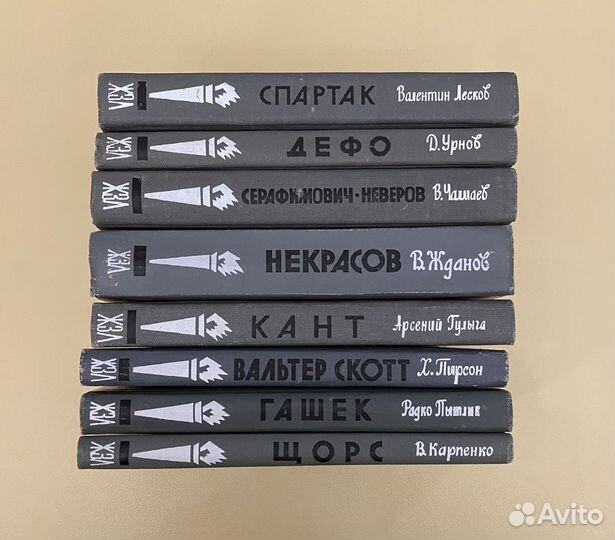 ЖЗЛ СПАРТАК Валентин Лесков
ЖЗЛ ДЕФО Д. Урнов
ЖЗЛ СЕРАФИМОВИЧ·НЕВЕРОВ В. Чалмаев
ЖЗЛ НЕКРАСОВ В. Жданов
ЖЗЛ КАНТ Арсений Гулыга
ЖЗЛ ВАЛЬТЕР СКОТТ Х. Пирсон
ЖЗЛ ГАШЕК Радко Пытлик
ЖЗЛ ЩОРС В. Карпенко
Avito